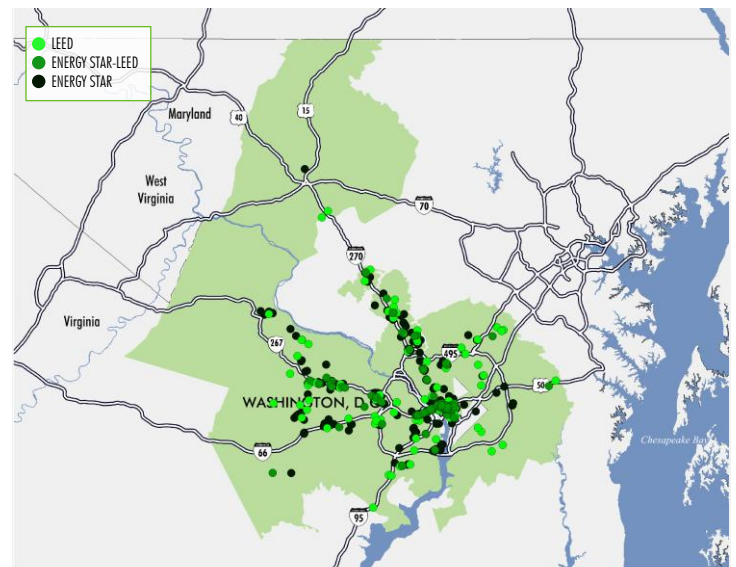 LEED
ENERGY STAR-LEED
ENERGY STAR
Maryland
40
15
West
Virginia
70
270
Virginia
267
495
50
WASHINGTON, D.C.
66
Chesapeake Bay
95